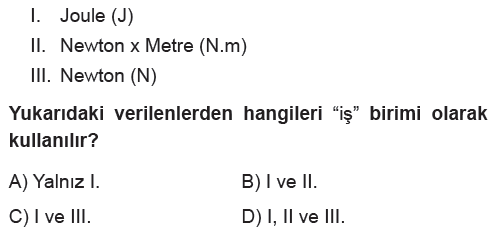 I. Joule (J)
II. Newton x Metre (N.m)
III. Newton (N)
Yukarıdaki verilenlerden hangileri “iş” birimi olarak
kullanılır?
A) Yalnız I. B) I ve II.
C) I ve III. D) I, II ve III.